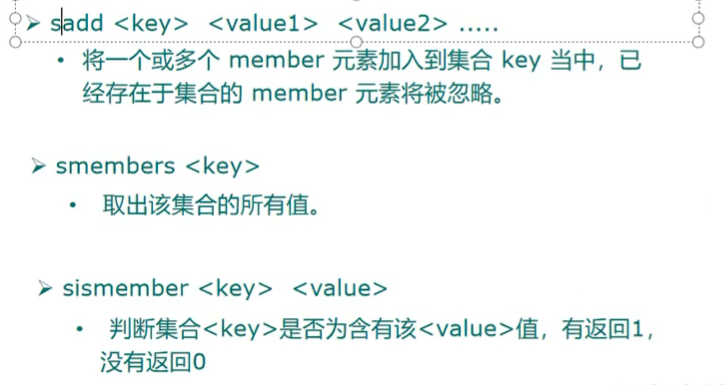 ➢ sadd <key> <value1> <value2> .....
• 将一个或多个 member 元素加入到集合 key 当中，已
经存在于集合的 member 元素将被忽略。
➢ smembers <key>
• 取出该集合的所有值。
➢ sismember <key> <value>
• 判断集合<key>是否为含有该<value>值，有返回1，
没有返回0